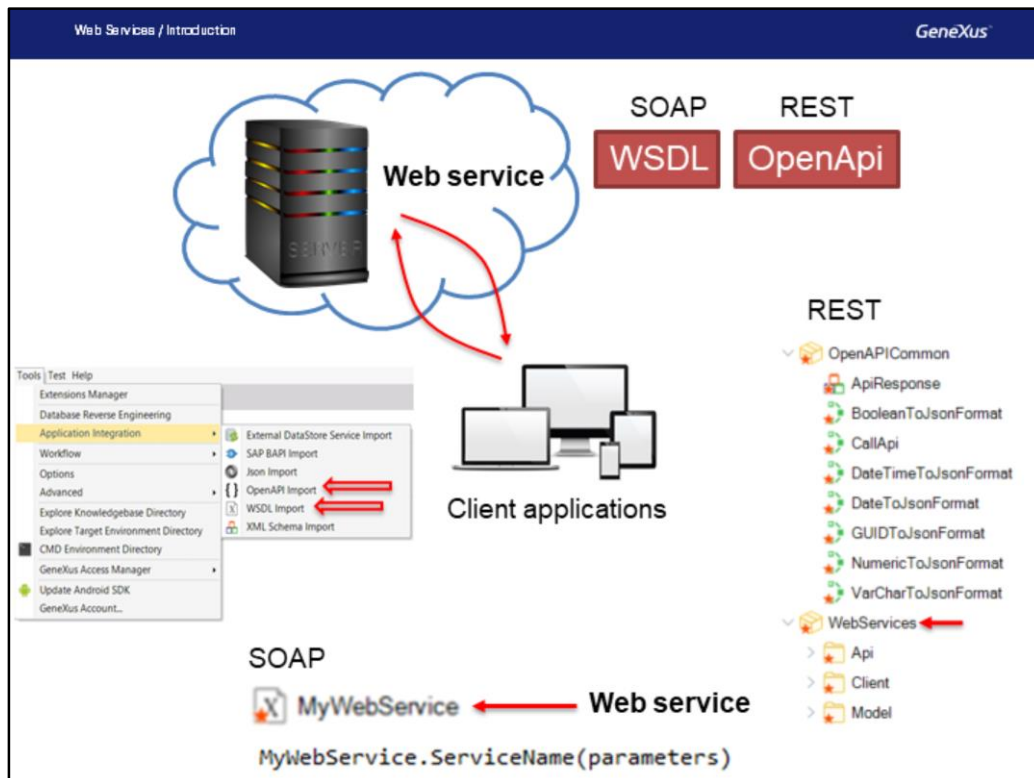 Web Services / Introduction
GeneXus
SOAP
REST
WSDL
OpenApi
Web service
SERVER
REST
OpenAPICommon
ApiResponse
BooleanToJsonFormat
CallApi
DateTimeToJsonFormat
DateToJsonFormat
GUIDToJsonFormat
NumericToJsonFormat
VarCharToJsonFormat
WebServices
Api
Client
Model
Tools Test Help
Extensions Manager
Database Reverse Engineering
Application Integration
Workflow
Options
Advanced
Explore Knowledgebase Directory
Explore Target Environment Directory
CMD Environment Directory
GeneXus Access Manager
Update Android SDK
GeneXus Account...
External DataStore Service Import
SAP BAPI Import
Json Import
OpenAPI Import
WSDL Import
XML Schema Import
Client applications
SOAP
MyWebService
Web service
MyWebService.ServiceName(parameters)